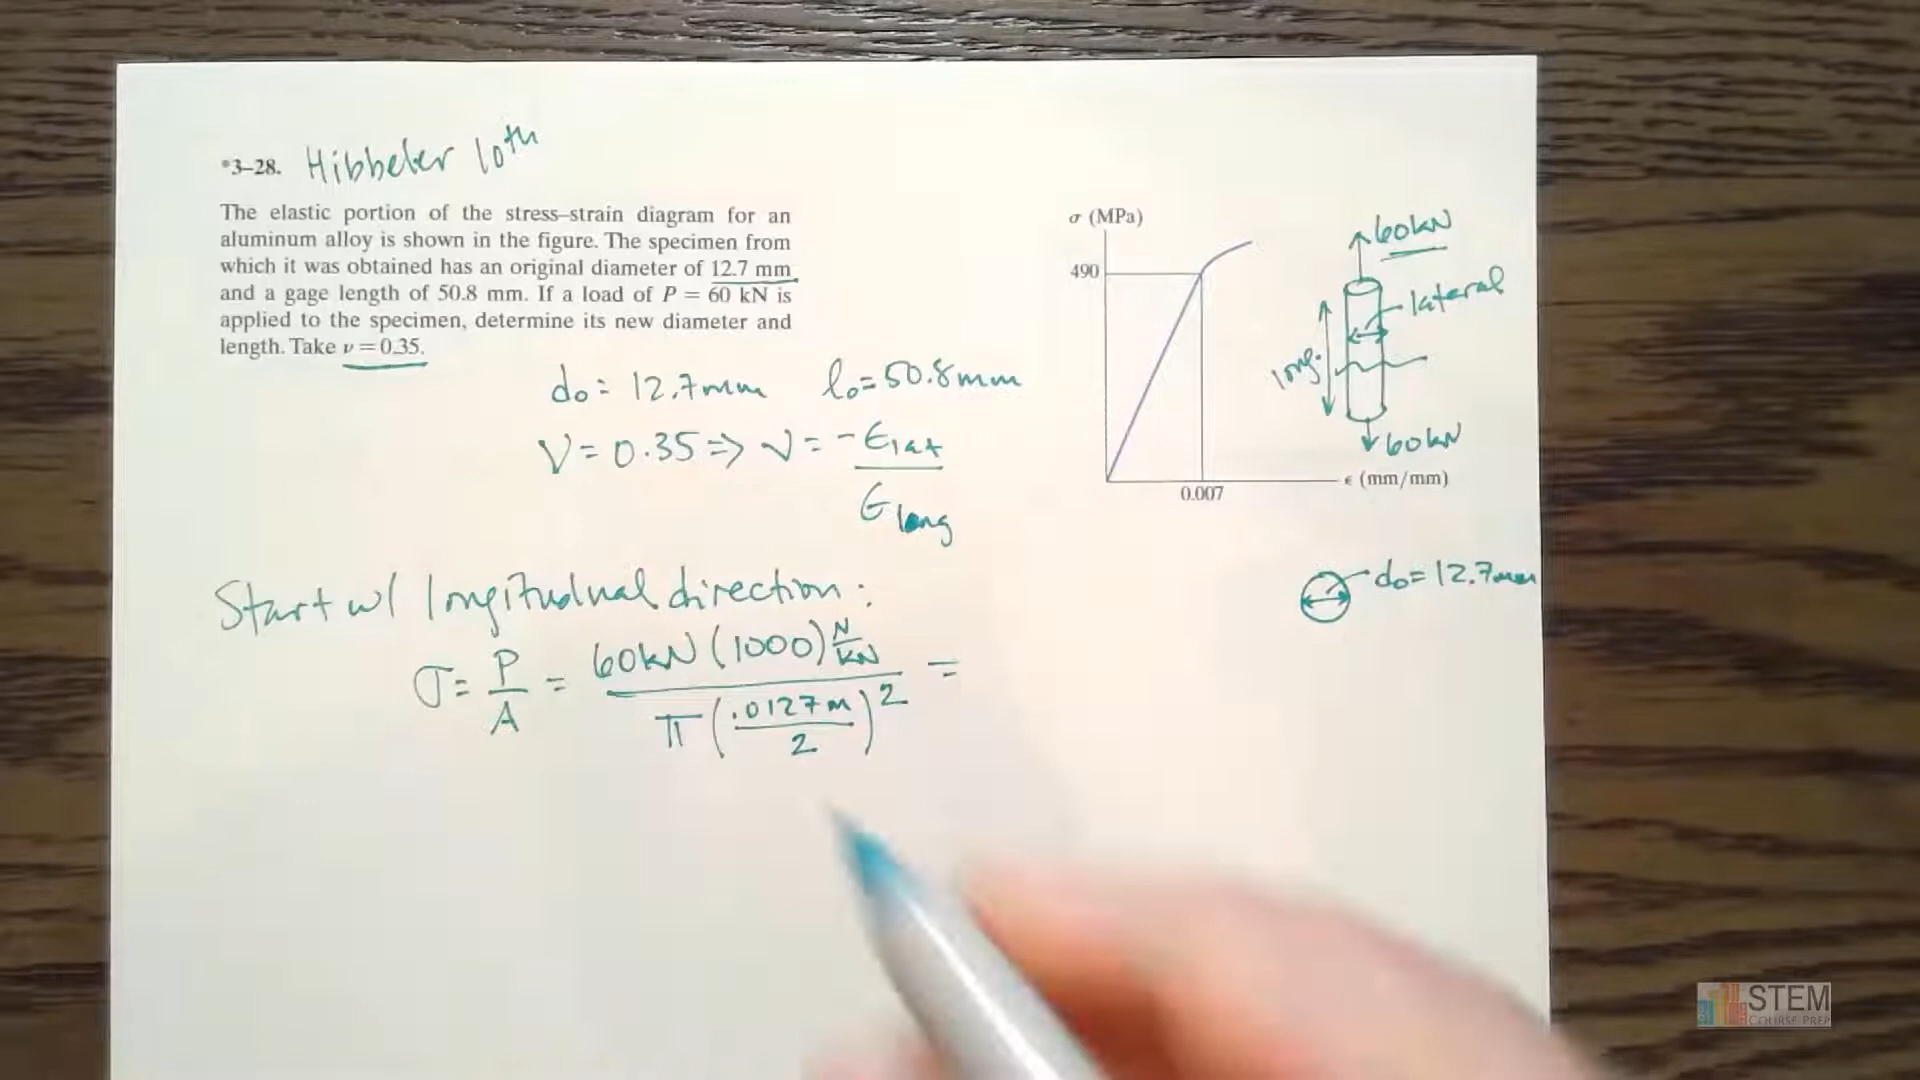 *3–28. Hibbeler 10th
The elastic portion of the stress–strain diagram for an
aluminum alloy is shown in the figure. The specimen from
which it was obtained has an original diameter of 12.7 mm
and a gage length of 50.8 mm. If a load of P = 60 kN is
applied to the specimen, determine its new diameter and
length. Take ν = 0.35.
d₀ = 12.7mm l₀=50.8mm
ν = 0.35 => ν = -ϵlat
ϵlong
σ (MPa)
490
0.007
ϵ (mm/mm)
60kN
lateral
long.
60kN
d₀=12.7mm
Start w/ longitudinal direction:
σ = P/A = 60kN (1000) N/kN =
π (.0127m/2)²
STEM
COURSE PREP